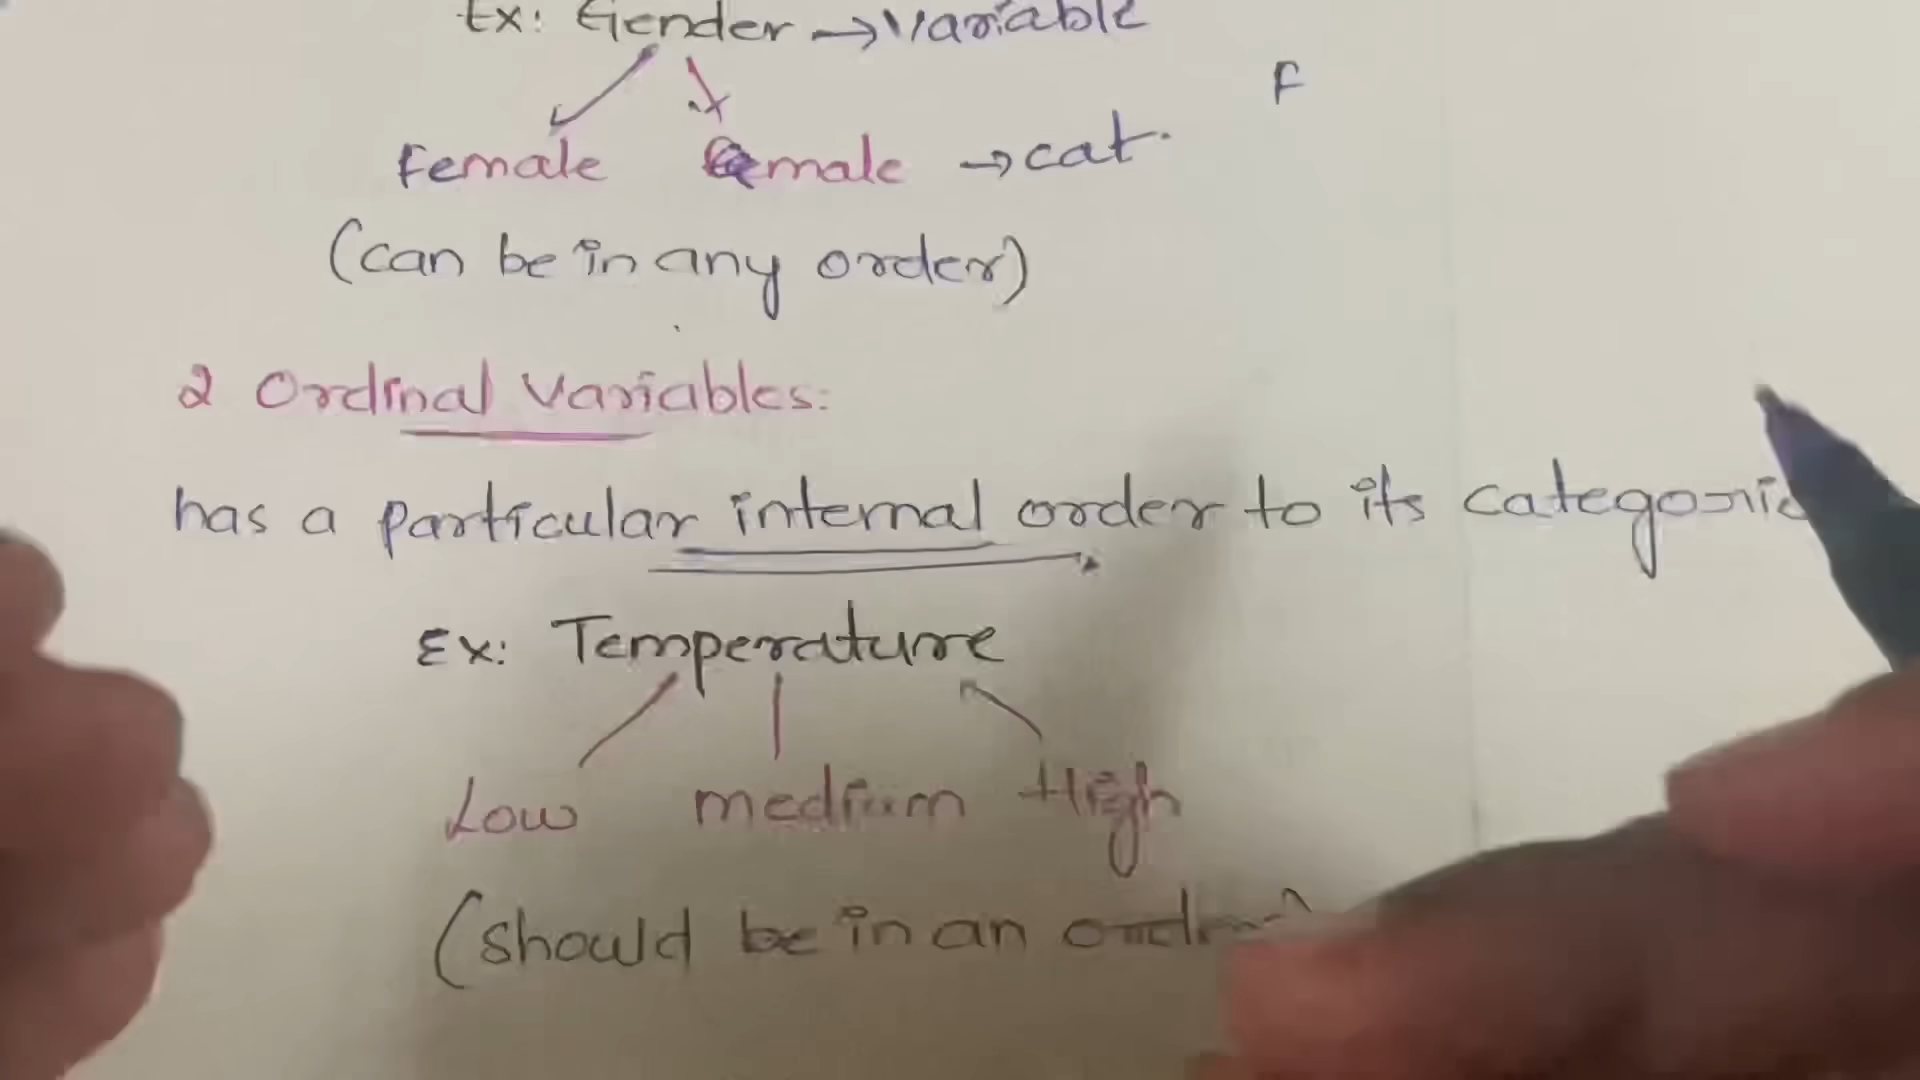 Ex: Gender → Variable
F
Female male → cat.
(can be in any order)
2 Ordinal Variables:
has a particular internal order to its
Ex: Temperature
Low medium High
(should be in an order)